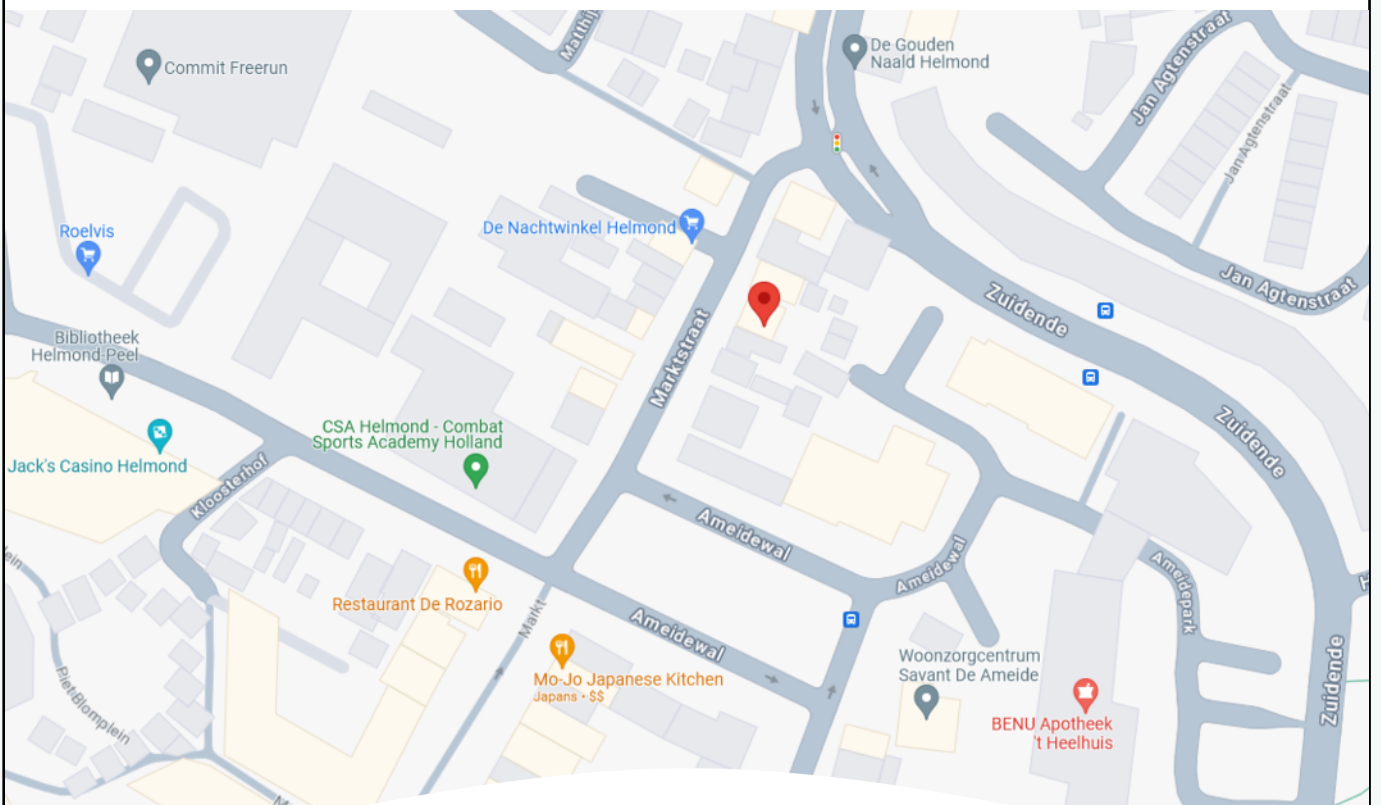 Matthij
De Gouden
Naald Helmond
Commit Freerun
Jan Agtenstraat
Jan Agtenstraat
Jan Agtenstraat
De Nachtwinkel Helmond
Roelvis
Zuidende
Marktstraat
Bibliotheek
Helmond-Peel
Zuidende
CSA Helmond - Combat
Sports Academy Holland
Jack's Casino Helmond
Kloosterhof
Ameidewal
lein
Ameidewal
Ameidepark
Restaurant De Rozario
Markt
Ameidewal
Woonzorgcentrum
Savant De Ameide
Zuidende
Mo-Jo Japanese Kitchen
Japans • $$
Piet Blomplein
BENU Apotheek
't Heelhuis
H
M